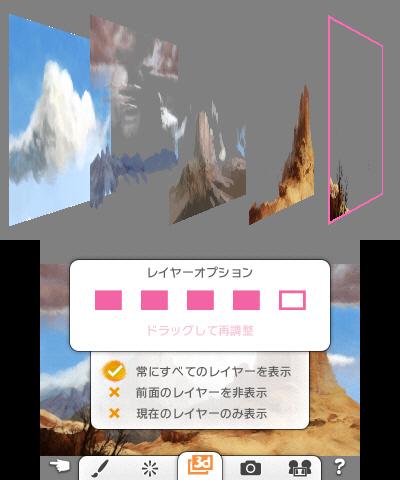 レイヤーオプション
ドラッグして再調整
常にすべてのレイヤーを表示
前面のレイヤーを非表示
現在のレイヤーのみ表示
3d
?